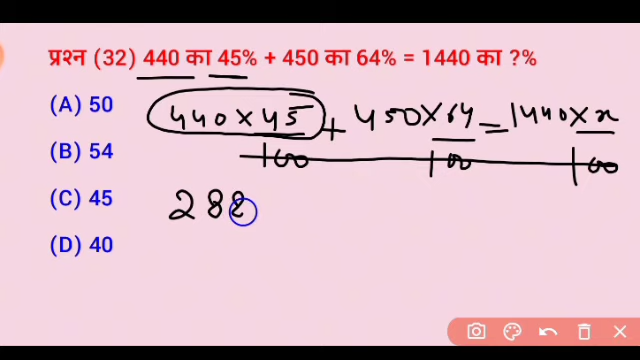 प्रश्न (32) 440 का 45% + 450 का 64% = 1440 का ?%
(A) 50
440 × 45 + 450 × 64 = 1440 × x
(B) 54
100 100 100
(C) 45
288
(D) 40